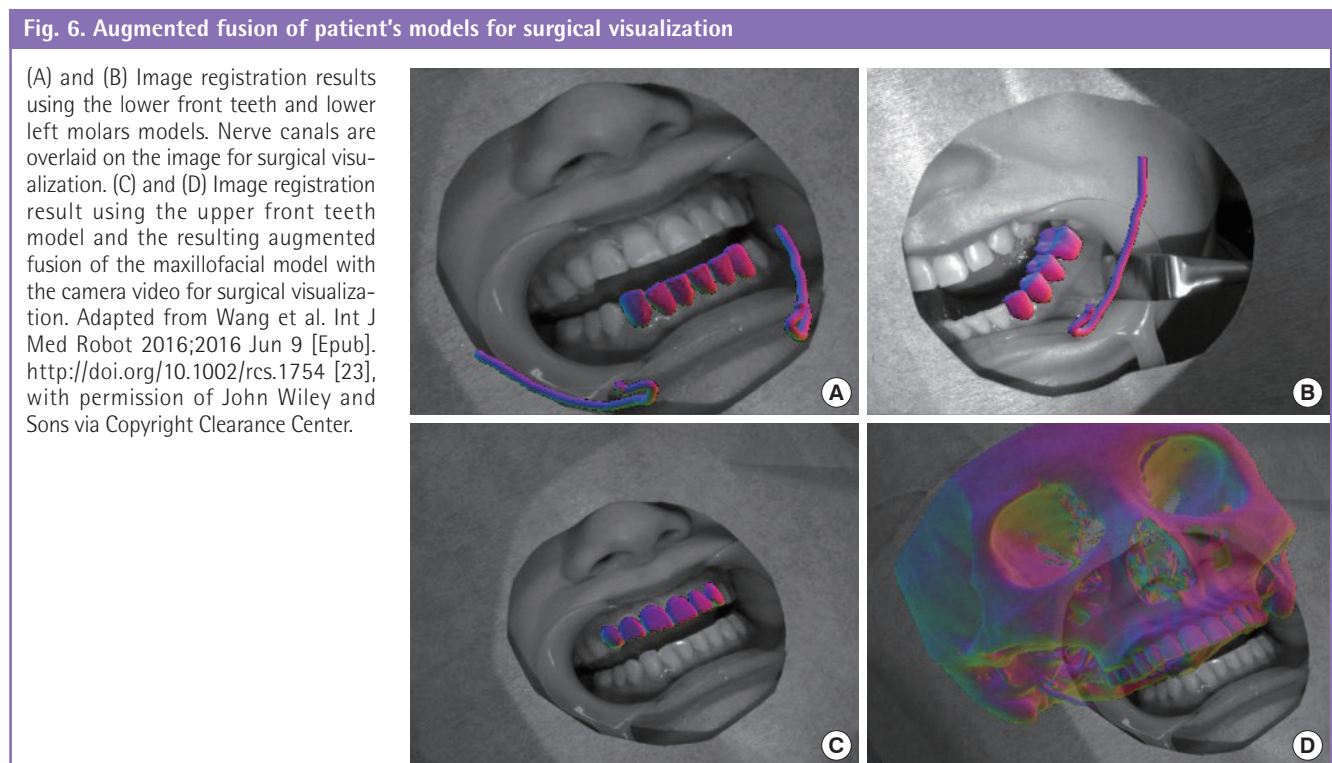 Fig. 6. Augmented fusion of patient's models for surgical visualization
(A) and (B) Image registration results
using the lower front teeth and lower
left molars models. Nerve canals are
overlaid on the image for surgical visu-
alization. (C) and (D) Image registration
result using the upper front teeth
model and the resulting augmented
fusion of the maxillofacial model with
the camera video for surgical visualiza-
tion. Adapted from Wang et al. Int J
Med Robot 2016;2016 Jun 9 [Epub].
http://doi.org/10.1002/rcs.1754 [23],
with permission of John Wiley and
Sons via Copyright Clearance Center.
A
B
C
D